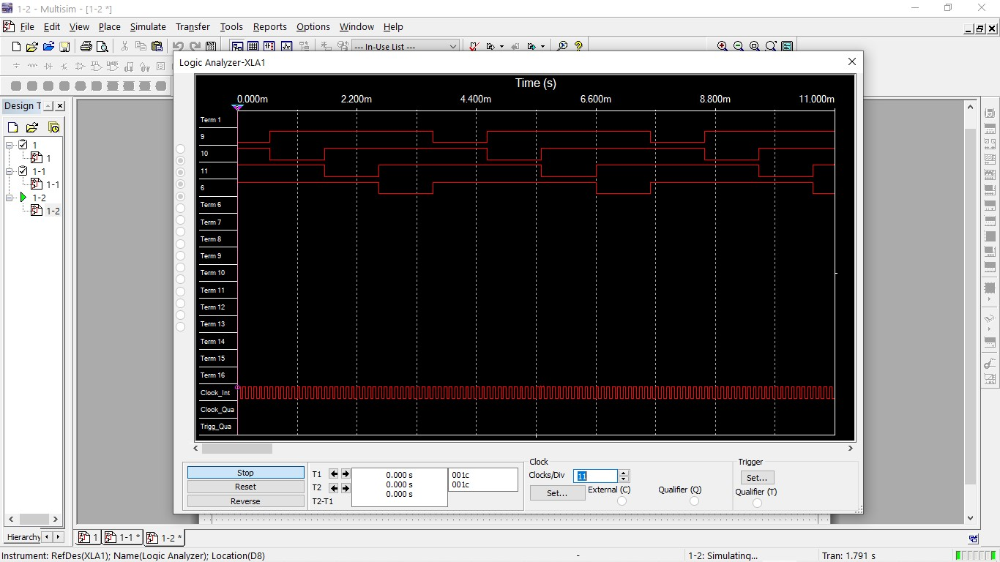 1-2 - Multisim - [1-2 *]
File Edit View Place Simulate Transfer Tools Reports Options Window Help
--- In-Use List ---
Logic Analyzer-XLA1
Design T
1
1
1-1
1-1
1-2
1-2
Time (s)
0.000m 2.200m 4.400m 6.600m 8.800m 11.000m
Term 1
9
10
11
6
Term 6
Term 7
Term 8
Term 9
Term 10
Term 11
Term 12
Term 13
Term 14
Term 15
Term 16
Clock_Int
Clock_Qua
Trigg_Qua
Stop
Reset
Reverse
T1
T2
T2-T1
0.000 s
0.000 s
0.000 s
001c
001c
Clock
Clocks/Div 11
Set...
External (C)
Qualifier (Q)
Trigger
Set...
Qualifier (T)
Hierarchy
1 1-1 * 1-2 *
Instrument: RefDes(XLA1); Name(Logic Analyzer); Location(D8) - 1-2: Simulating... Tran: 1.791 s